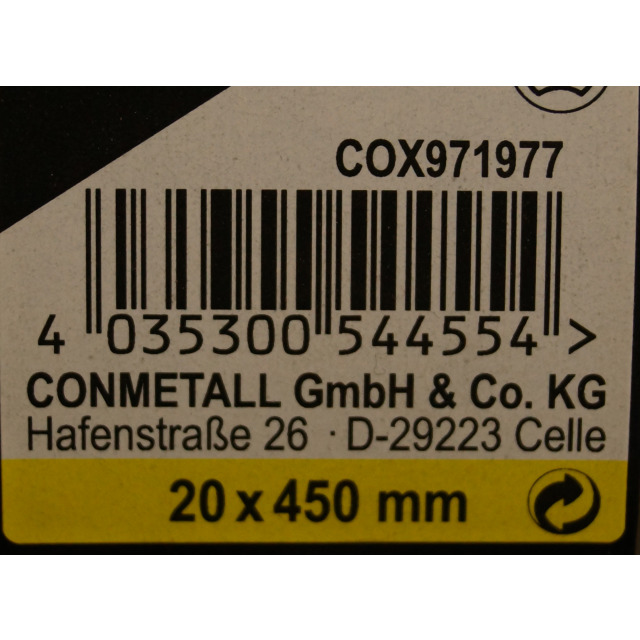 COX971977
4 035300 544554 >
CONMETALL GmbH & Co. KG
Hafenstraße 26 · D-29223 Celle
20 x 450 mm